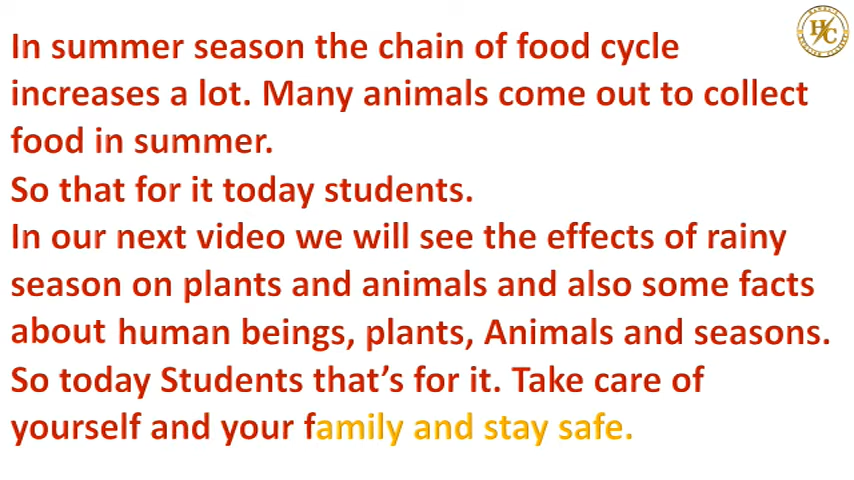 In summer season the chain of food cycle
increases a lot. Many animals come out to collect
food in summer.
So that for it today students.
In our next video we will see the effects of rainy
season on plants and animals and also some facts
about human beings, plants, Animals and seasons.
So today Students that's for it. Take care of
yourself and your family and stay safe.
H/C